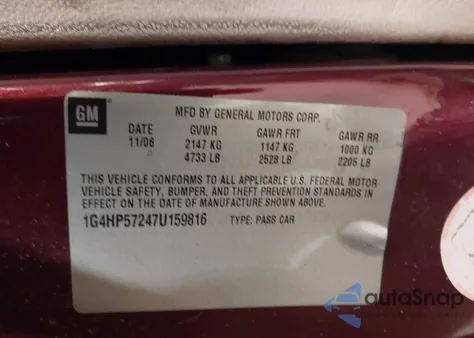 GM
MFD BY GENERAL MOTORS CORP.
DATE GVWR GAWR FRT GAWR RR
11/06 2147 KG 1147 KG 1000 KG
4733 LB 2528 LB 2205 LB
THIS VEHICLE CONFORMS TO ALL APPLICABLE U.S. FEDERAL MOTOR
VEHICLE SAFETY, BUMPER, AND THEFT PREVENTION STANDARDS IN
EFFECT ON THE DATE OF MANUFACTURE SHOWN ABOVE.
1G4HP57247U159816 TYPE: PASS CAR
autoSnap